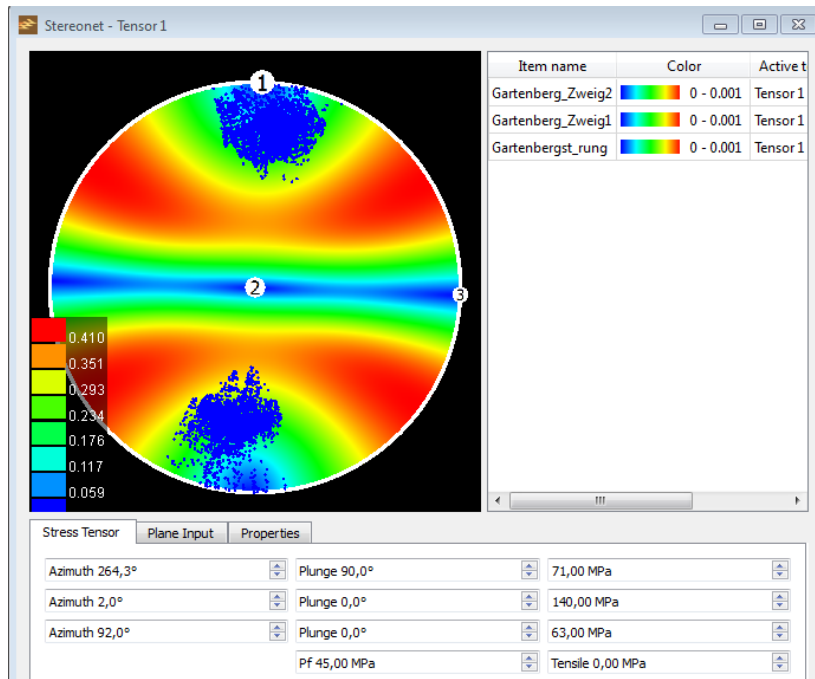 Stereonet - Tensor 1
1
2
3
0.410
0.351
0.293
0.234
0.176
0.117
0.059
Item name Color Active t
Gartenberg_Zweig2 0 - 0.001 Tensor 1
Gartenberg_Zweig1 0 - 0.001 Tensor 1
Gartenbergst_rung 0 - 0.001 Tensor 1
Stress Tensor Plane Input Properties
Azimuth 264,3° Plunge 90,0° 71,00 MPa
Azimuth 2,0° Plunge 0,0° 140,00 MPa
Azimuth 92,0° Plunge 0,0° 63,00 MPa
Pf 45,00 MPa Tensile 0,00 MPa